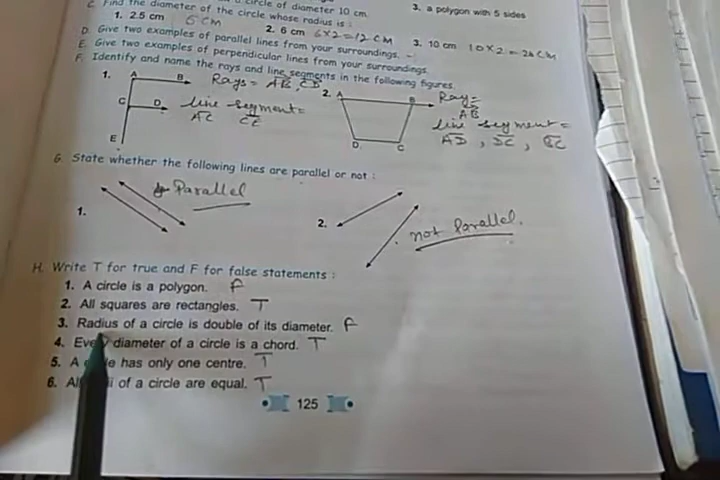 C. Find the diameter of the circle whose radius is :
circle of diameter 10 cm.
3. a polygon with 5 sides
1. 2.5 cm 5 cm
2. 6 cm 6×2=12 cm
3. 10 cm 10×2=20 cm
D. Give two examples of parallel lines from your surroundings.
E. Give two examples of perpendicular lines from your surroundings.
F. Identify and name the rays and line segments in the following figures
1. A B C D E
Rays = AB, CD
line segment =
AC CE
2. A B C D
Ray =
AB
line segment =
AD, DC, BC
G. State whether the following lines are parallel or not :
1. Parallel
2. not Parallel.
H. Write T for true and F for false statements :
1. A circle is a polygon. F
2. All squares are rectangles. T
3. Radius of a circle is double of its diameter. F
4. Every diameter of a circle is a chord. T
5. A has only one centre. T
6. of a circle are equal. T
125